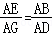 AE/AG = AB/AD